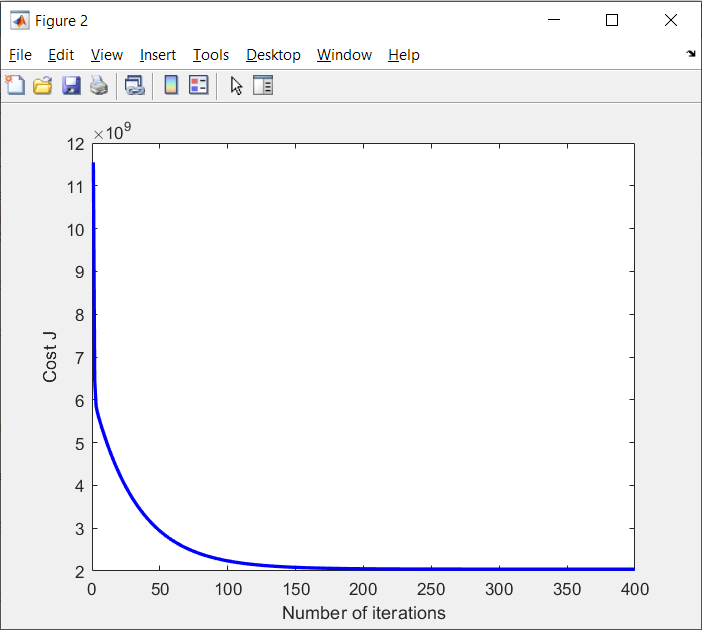 Figure 2
File Edit View Insert Tools Desktop Window Help
×10⁹
12
11
10
9
8
7
6
5
4
3
2
Cost J
0 50 100 150 200 250 300 350 400
Number of iterations